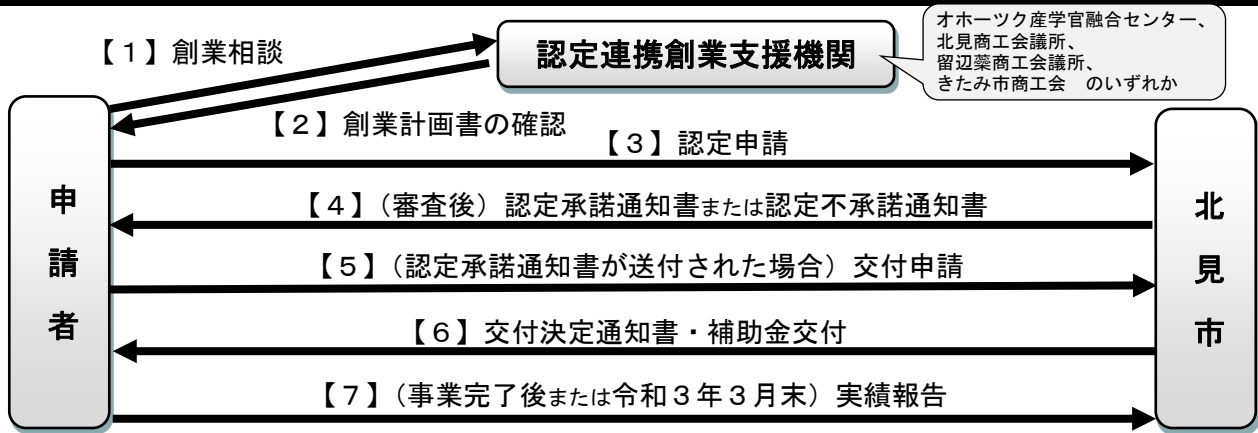 オホーツク産学官融合センター、
北見商工会議所、
留辺蘂商工会議所、
きたみ市商工会　のいずれか
【１】創業相談
認定連携創業支援機関
【２】創業計画書の確認
【３】認定申請
【４】（審査後）認定承諾通知書または認定不承諾通知書
【５】（認定承諾通知書が送付された場合）交付申請
【６】交付決定通知書・補助金交付
【７】（事業完了後または令和３年３月末）実績報告
申請者
北見市